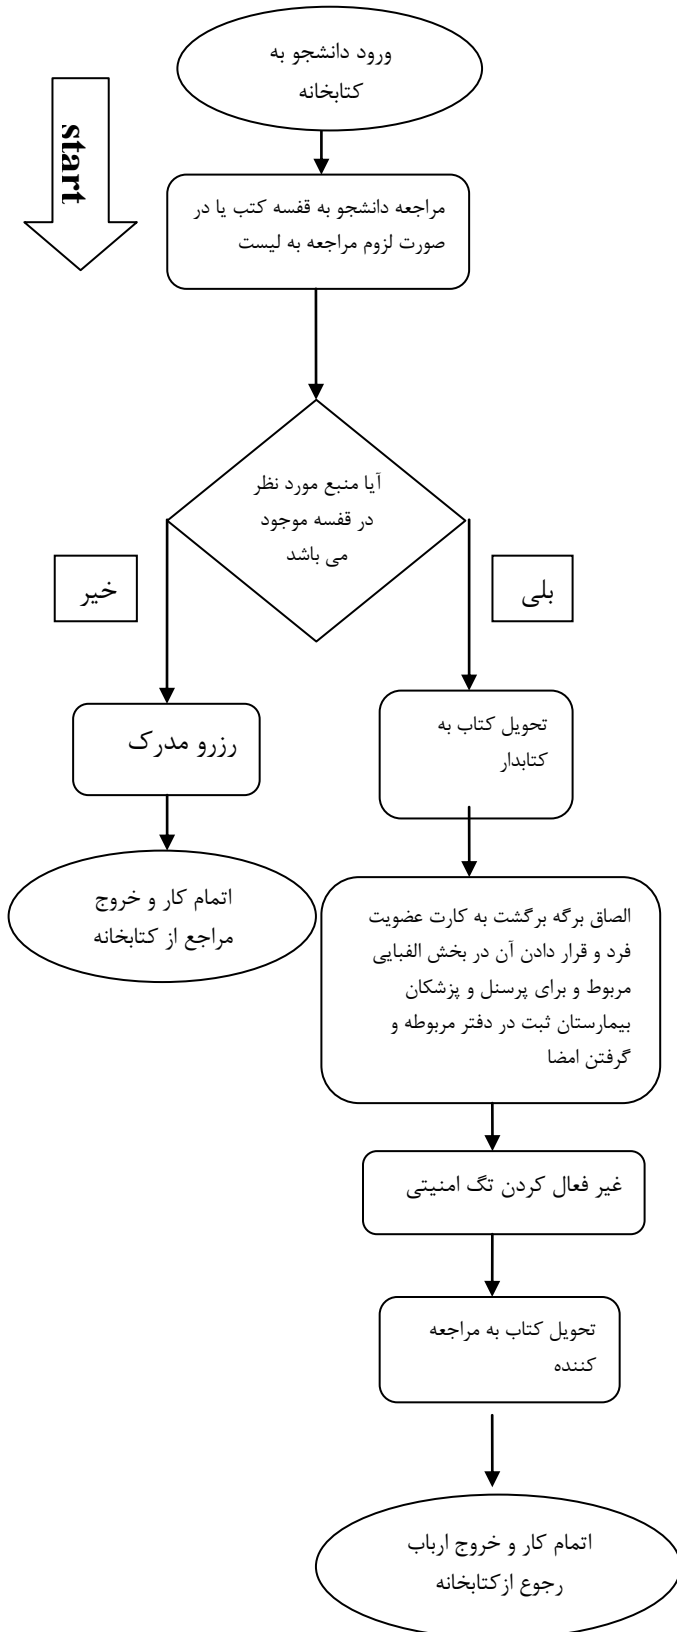 ورود دانشجو به
کتابخانه
start
مراجعه دانشجو به قفسه کتب یا در
صورت لزوم مراجعه به لیست
آیا منبع مورد نظر
در قفسه موجود
می باشد
خیر
بلی
رزرو مدرک
تحویل کتاب به
کتابدار
اتمام کار و خروج
مراجع از کتابخانه
الصاق برگه برگشت به کارت عضویت
فرد و قرار دادن آن در بخش الفبایی
مربوط و برای پرسنل و پزشکان
بیمارستان ثبت در دفتر مربوطه و
گرفتن امضا
غیر فعال کردن تگ امنیتی
تحویل کتاب به مراجعه
کننده
اتمام کار و خروج ارباب
رجوع ازکتابخانه